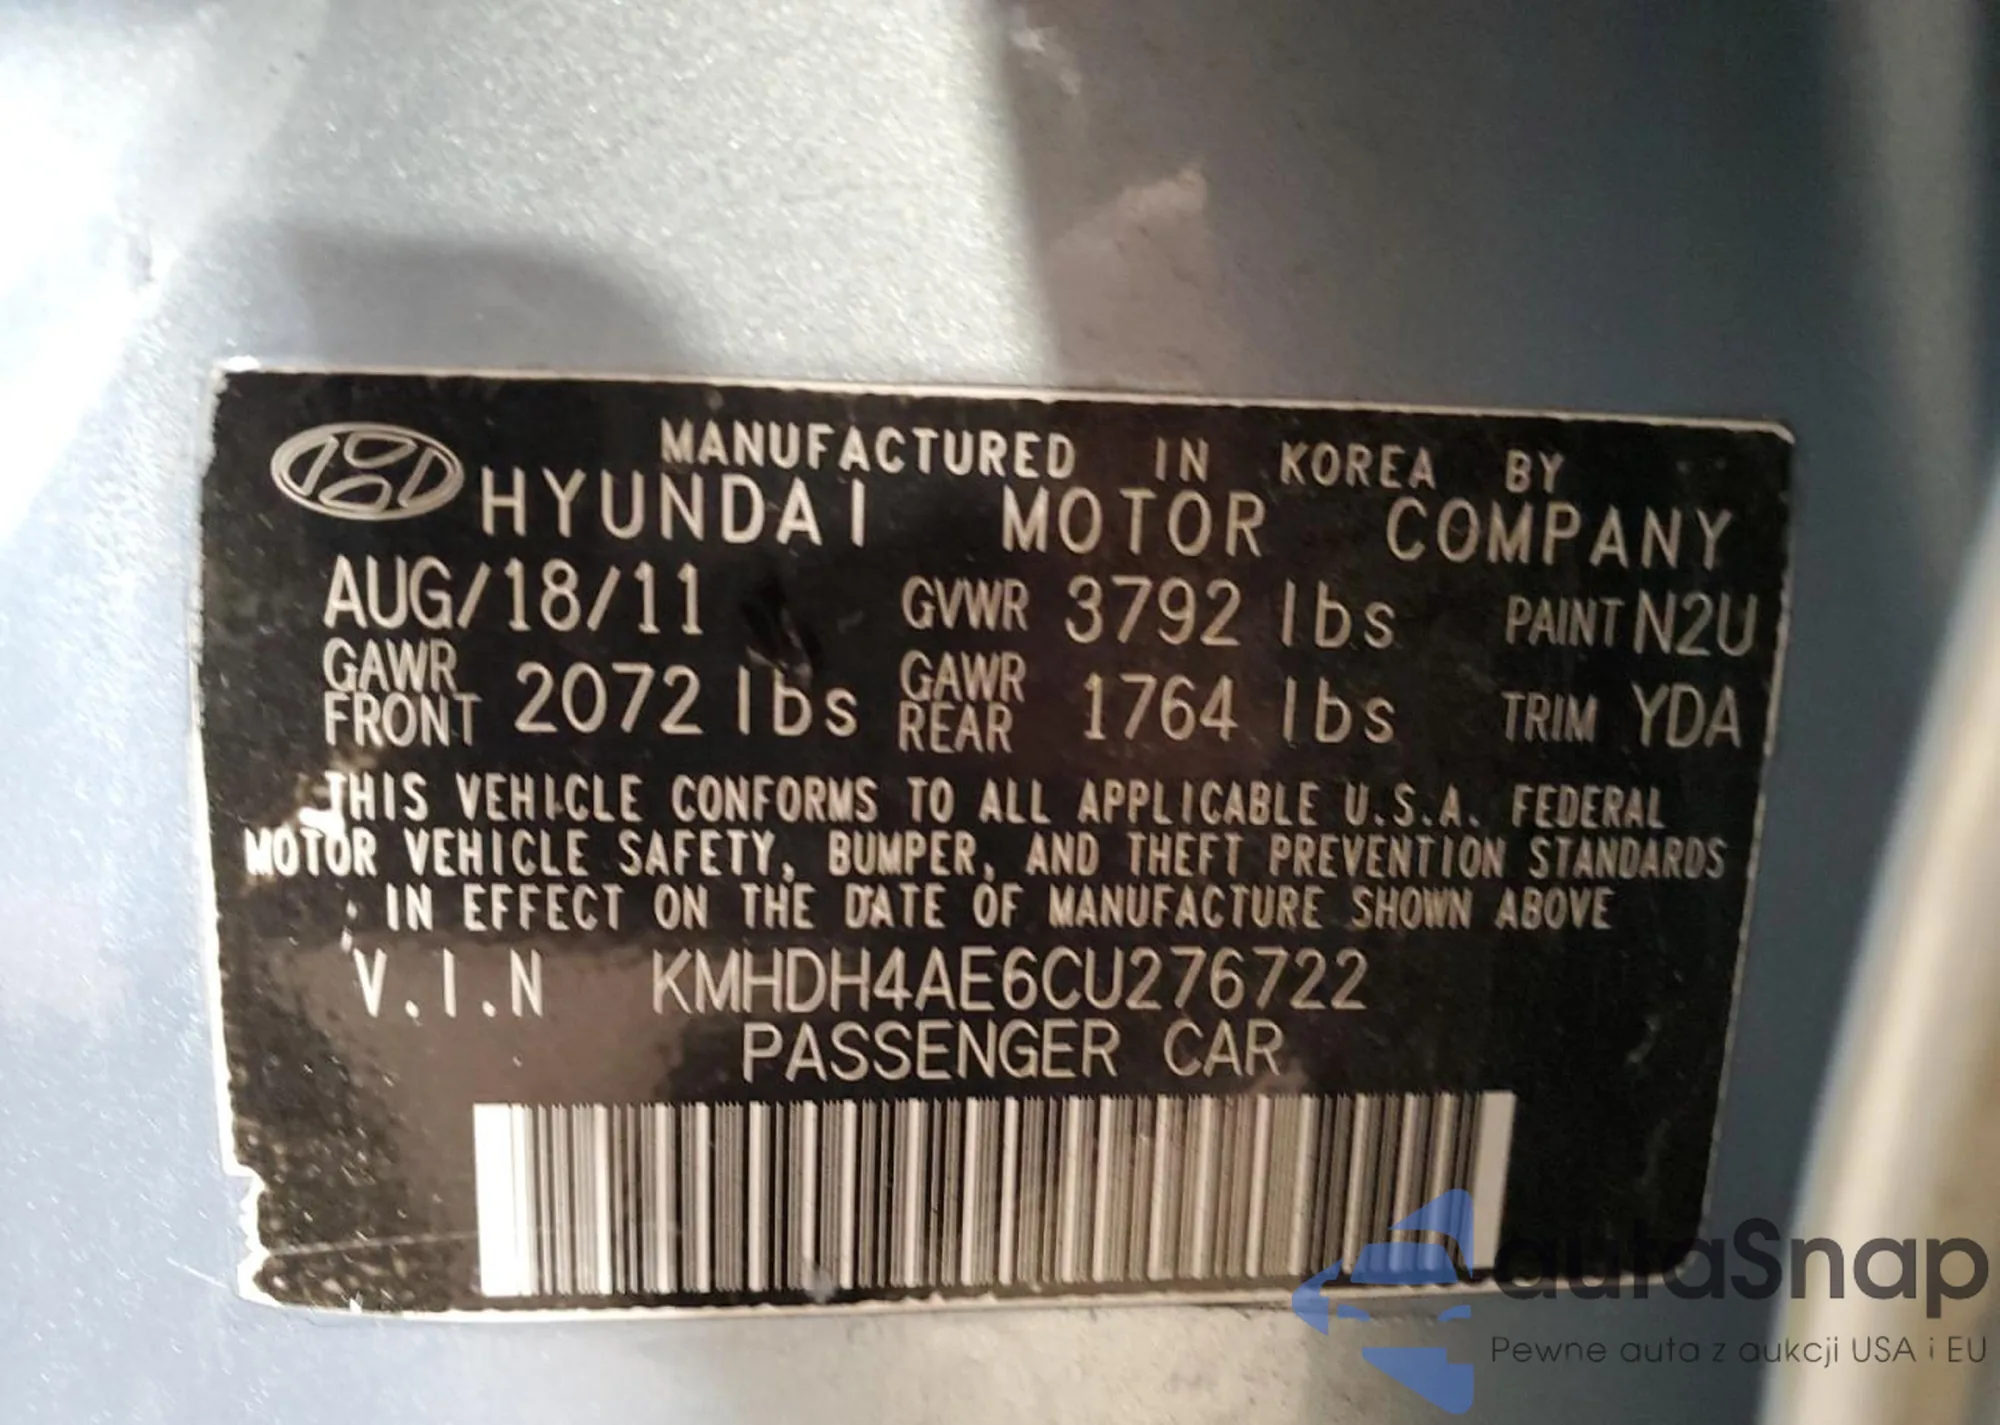 MANUFACTURED IN KOREA BY
HYUNDAI MOTOR COMPANY
AUG/18/11 GVWR 3792 lbs PAINT N2U
GAWR FRONT 2072 lbs GAWR REAR 1764 lbs TRIM YDA
THIS VEHICLE CONFORMS TO ALL APPLICABLE U.S.A. FEDERAL
MOTOR VEHICLE SAFETY, BUMPER, AND THEFT PREVENTION STANDARDS
IN EFFECT ON THE DATE OF MANUFACTURE SHOWN ABOVE
V.I.N KMHDH4AE6CU276722
PASSENGER CAR
autaSnap
Pewne auta z aukcji USA i EU